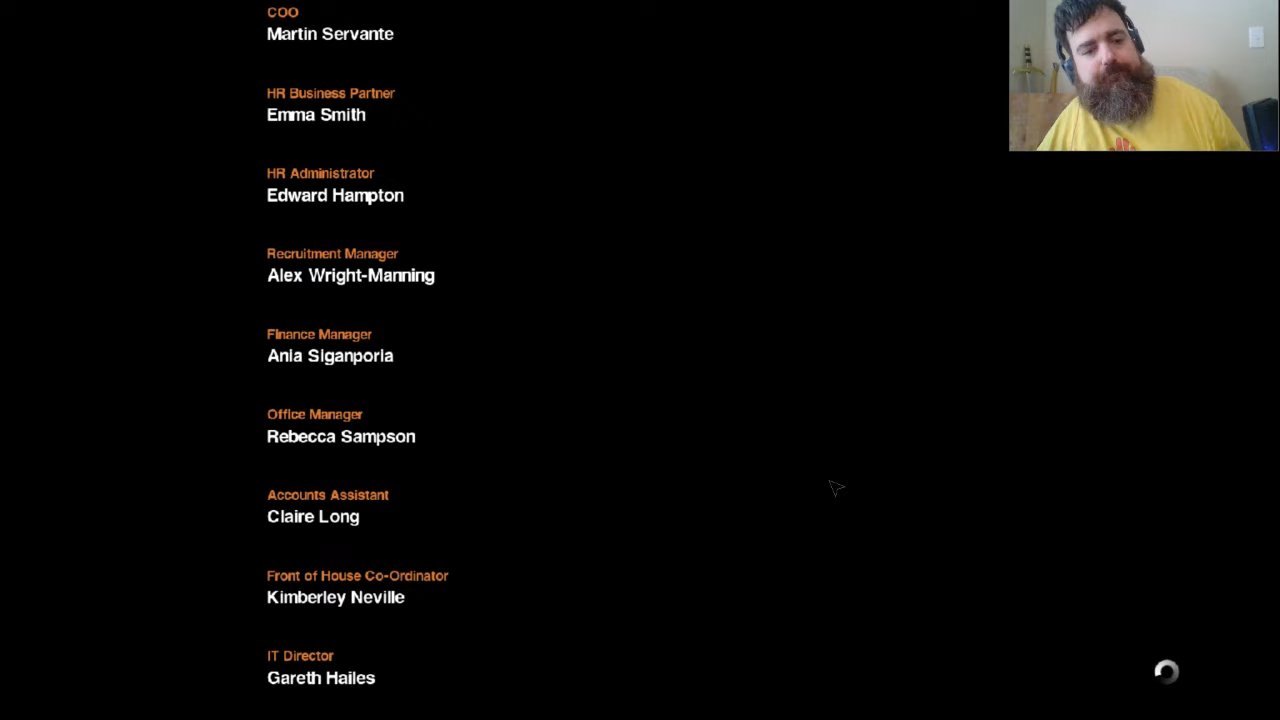 COO
Martin Servante
HR Business Partner
Emma Smith
HR Administrator
Edward Hampton
Recruitment Manager
Alex Wright-Manning
Finance Manager
Ania Siganporia
Office Manager
Rebecca Sampson
Accounts Assistant
Claire Long
Front of House Co-Ordinator
Kimberley Neville
IT Director
Gareth Hailes